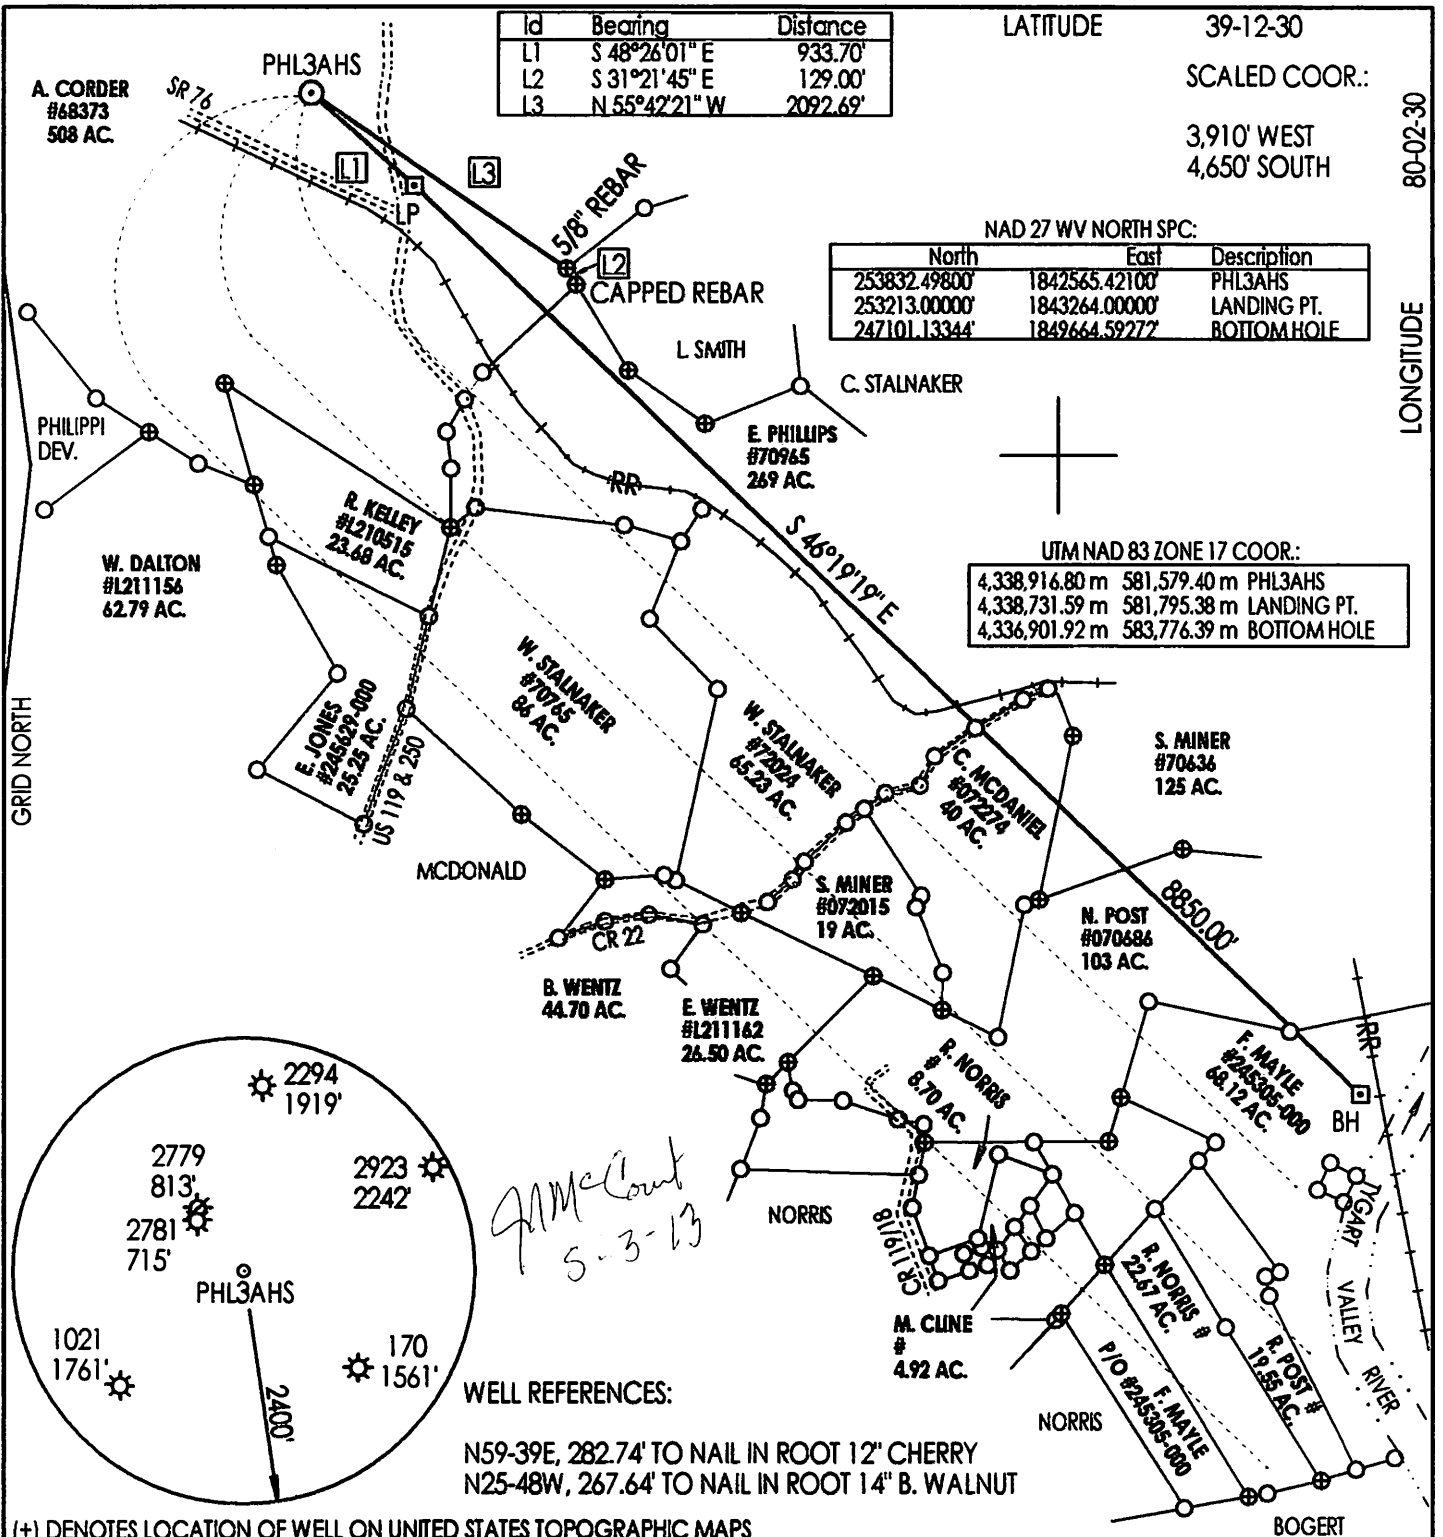 Id Bearing Distance
L1 S 48°26'01" E 933.70'
L2 S 31°21'45" E 129.00'
L3 N 55°42'21" W 2092.69'
LATITUDE 39-12-30
SCALED COOR.:
3,910' WEST
4,650' SOUTH
80-02-30
LONGITUDE
PHL3AHS
A. CORDER
#68373
508 AC.
SR 76
L1
L3
LP
5/8" REBAR
L2
CAPPED REBAR
NAD 27 WV NORTH SPC:
North East Description
253832.49800' 1842565.42100' PHL3AHS
253213.00000' 1843264.00000' LANDING PT.
247101.13344' 1849664.59272' BOTTOM HOLE
L. SMITH
C. STALNAKER
PHILIPPI
DEV.
E. PHILLIPS
#70965
269 AC.
RR
R. KELLEY
#L210515
23.68 AC.
S 46°19'19" E
W. DALTON
#L211156
62.79 AC.
UTM NAD 83 ZONE 17 COOR.:
4,338,916.80 m 581,579.40 m PHL3AHS
4,338,731.59 m 581,795.38 m LANDING PT.
4,336,901.92 m 583,776.39 m BOTTOM HOLE
GRID NORTH
E. JONES
#245629-000
25.25 AC.
US 119 & 250
W. STALNAKER
#70765
86 AC.
W. STALNAKER
#72024
65.23 AC.
C. MCDANIEL
#072274
40 AC.
S. MINER
#70636
125 AC.
MCDONALD
S. MINER
#072015
19 AC.
N. POST
#070686
103 AC.
8850.00'
CR 22
B. WENTZ
44.70 AC.
E. WENTZ
#L211162
26.50 AC.
R. NORRIS
#
8.70 AC.
F. MAYLE
#245305-000
68.12 AC.
RR
BH
2294
1919'
2779
813'
2923
2242'
2781
715'
PHL3AHS
1021
1761'
170
1561'
2400'
JMcCourt
5-3-13
NORRIS
CR 119/18
M. CLINE
#
4.92 AC.
R. NORRIS #
22.67 AC.
R. POST #
19.55 AC.
F. MAYLE
P/O #245305-000
TYGART
VALLEY
RIVER
NORRIS
WELL REFERENCES:
N59-39E, 282.74' TO NAIL IN ROOT 12" CHERRY
N25-48W, 267.64' TO NAIL IN ROOT 14" B. WALNUT
BOGERT
(+) DENOTES LOCATION OF WELL ON UNITED STATES TOPOGRAPHIC MAPS